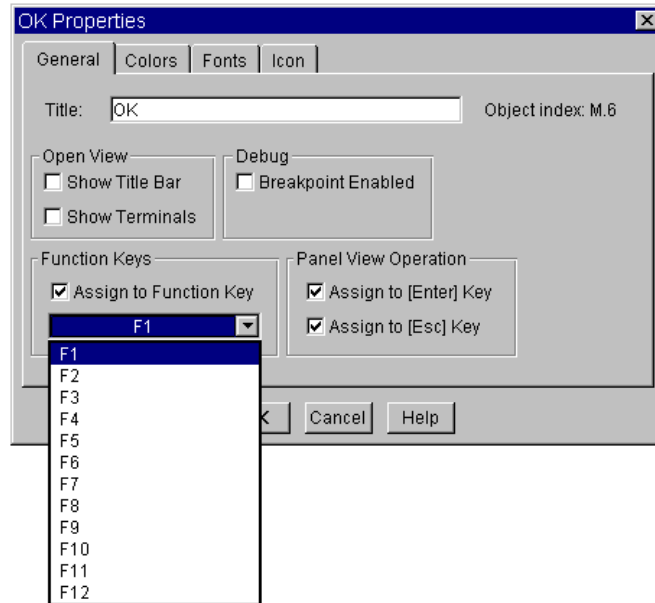 OK Properties
General Colors Fonts Icon
Title: OK Object index: M.6
Open View Debug
Show Title Bar Breakpoint Enabled
Show Terminals
Function Keys Panel View Operation
Assign to Function Key Assign to [Enter] Key
F1 Assign to [Esc] Key
F1
F2
F3
F4
F5
K Cancel Help
F6
F7
F8
F9
F10
F11
F12